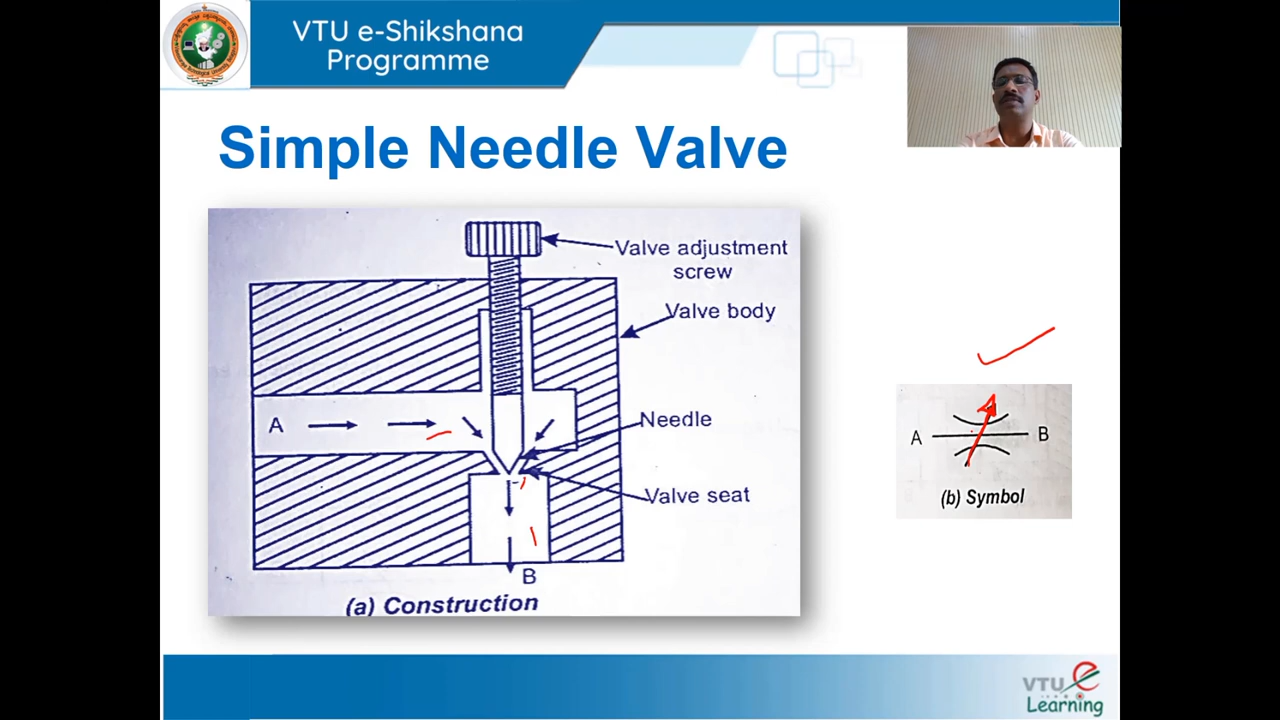 VTU e-Shikshana
Programme
Simple Needle Valve
Valve adjustment
screw
Valve body
A
Needle
Valve seat
B
(a) Construction
A
B
(b) Symbol
VTU e
Learning